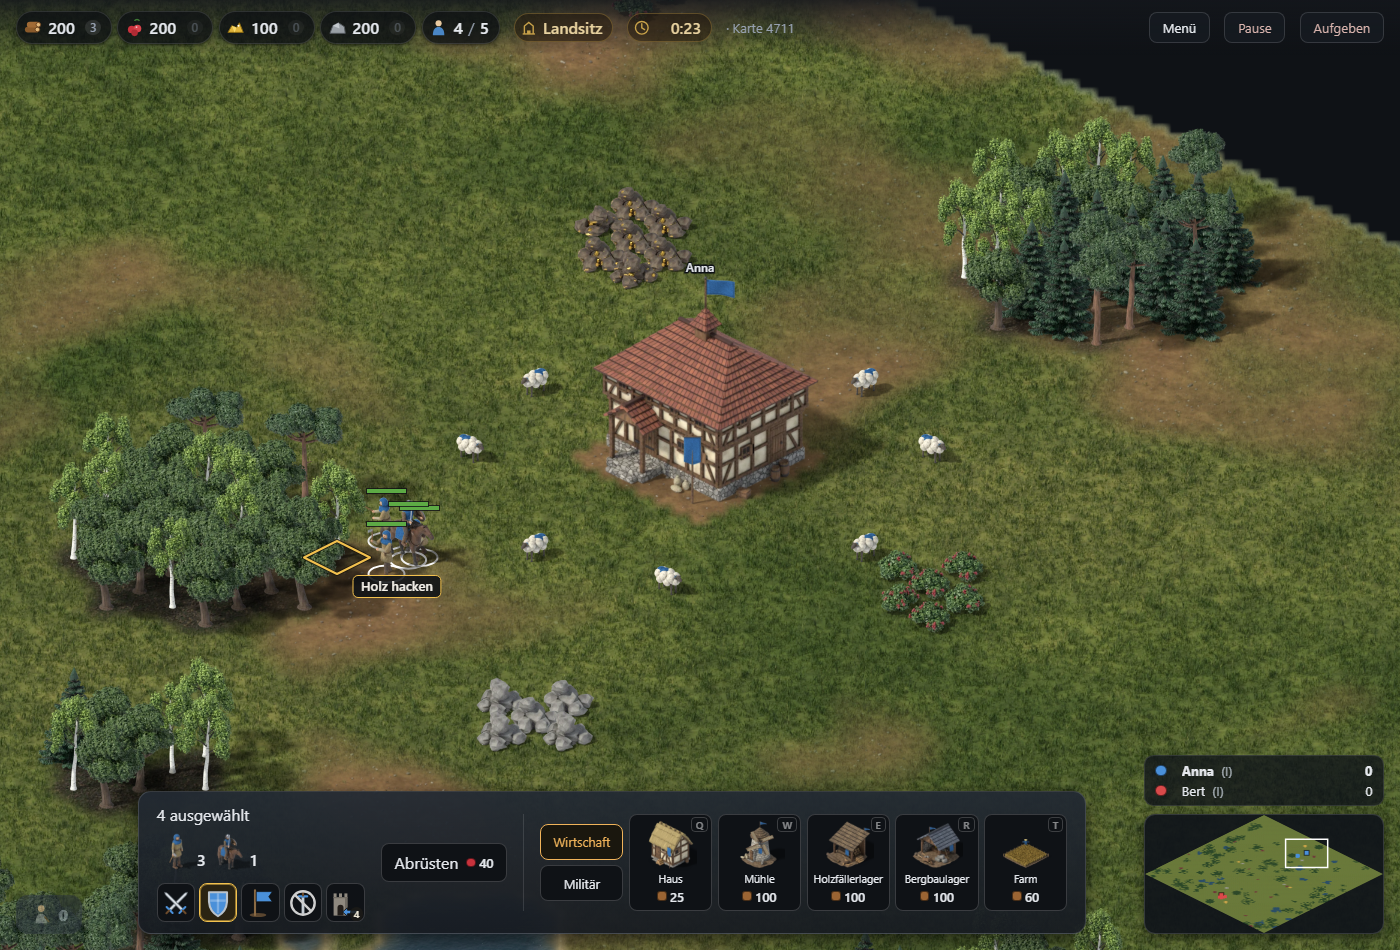 200 3 200 0 100 0 200 0 4 / 5 Landsitz 0:23 · Karte 4711 Menü Pause Aufgeben
Anna
Holz hacken
Anna (I) 0
Bert (I) 0
4 ausgewählt
3 1
Abrüsten 40
4
Wirtschaft
Militär
Q W E R T
Haus Mühle Holzfällerlager Bergbaulager Farm
25 100 100 100 60
0